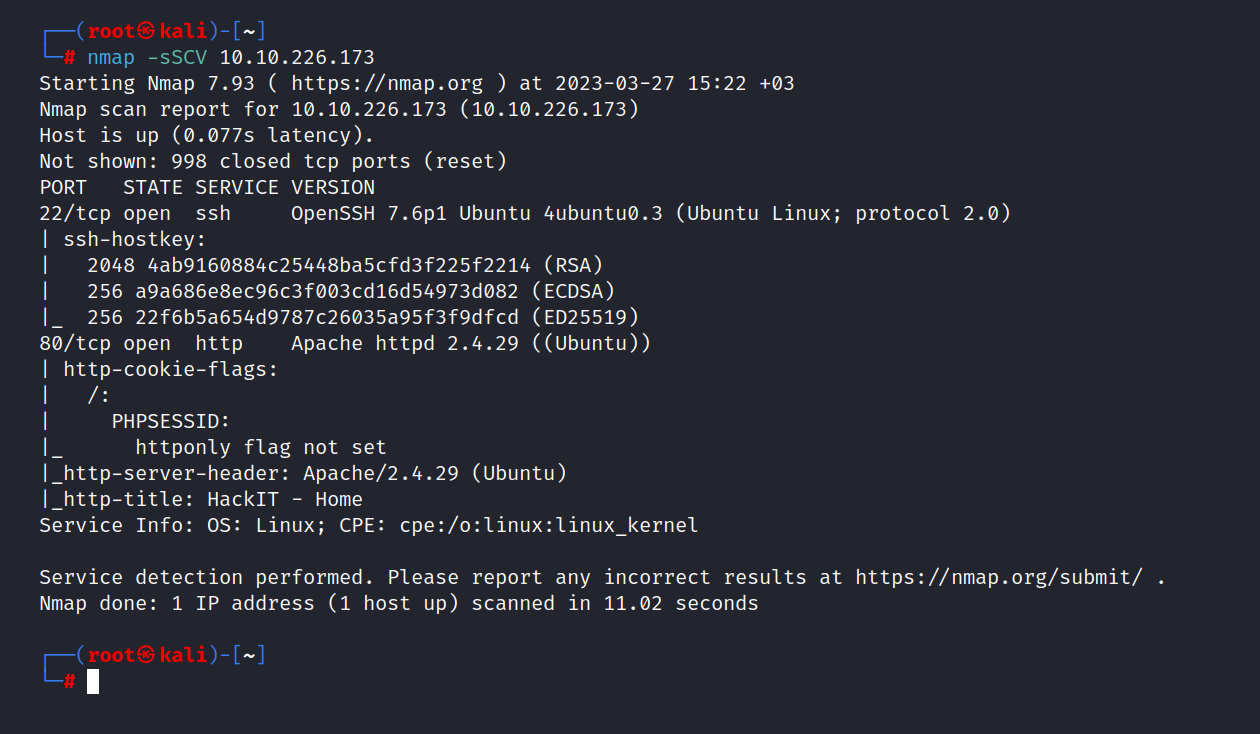 ┌──(root㉿kali)-[~]
└─# nmap -sSCV 10.10.226.173
Starting Nmap 7.93 ( https://nmap.org ) at 2023-03-27 15:22 +03
Nmap scan report for 10.10.226.173 (10.10.226.173)
Host is up (0.077s latency).
Not shown: 998 closed tcp ports (reset)
PORT   STATE SERVICE VERSION
22/tcp open  ssh     OpenSSH 7.6p1 Ubuntu 4ubuntu0.3 (Ubuntu Linux; protocol 2.0)
| ssh-hostkey:
|   2048 4ab9160884c25448ba5cfd3f225f2214 (RSA)
|   256 a9a686e8ec96c3f003cd16d54973d082 (ECDSA)
|_  256 22f6b5a654d9787c26035a95f3f9dfcd (ED25519)
80/tcp open  http    Apache httpd 2.4.29 ((Ubuntu))
| http-cookie-flags:
|   /:
|     PHPSESSID:
|_      httponly flag not set
|_http-server-header: Apache/2.4.29 (Ubuntu)
|_http-title: HackIT - Home
Service Info: OS: Linux; CPE: cpe:/o:linux:linux_kernel

Service detection performed. Please report any incorrect results at https://nmap.org/submit/ .
Nmap done: 1 IP address (1 host up) scanned in 11.02 seconds

┌──(root㉿kali)-[~]
└─#